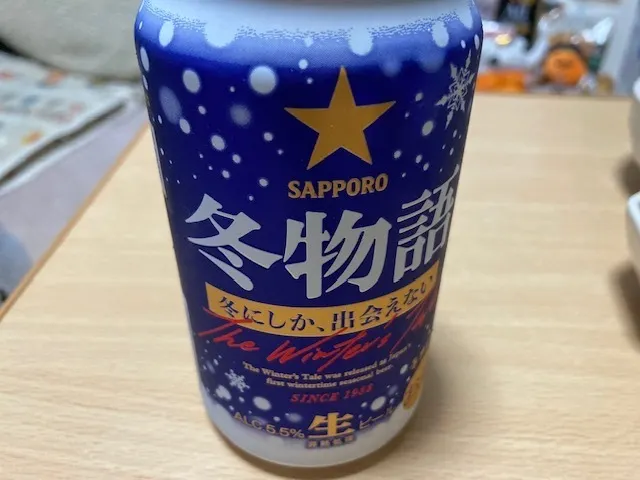 SAPPORO
冬物語
冬にしか、出会えない
The Winter's
The Winter's Tale was released as Japan's
first wintertime seasonal beer.
SINCE 1988
ALC 5.5% 生 ビール